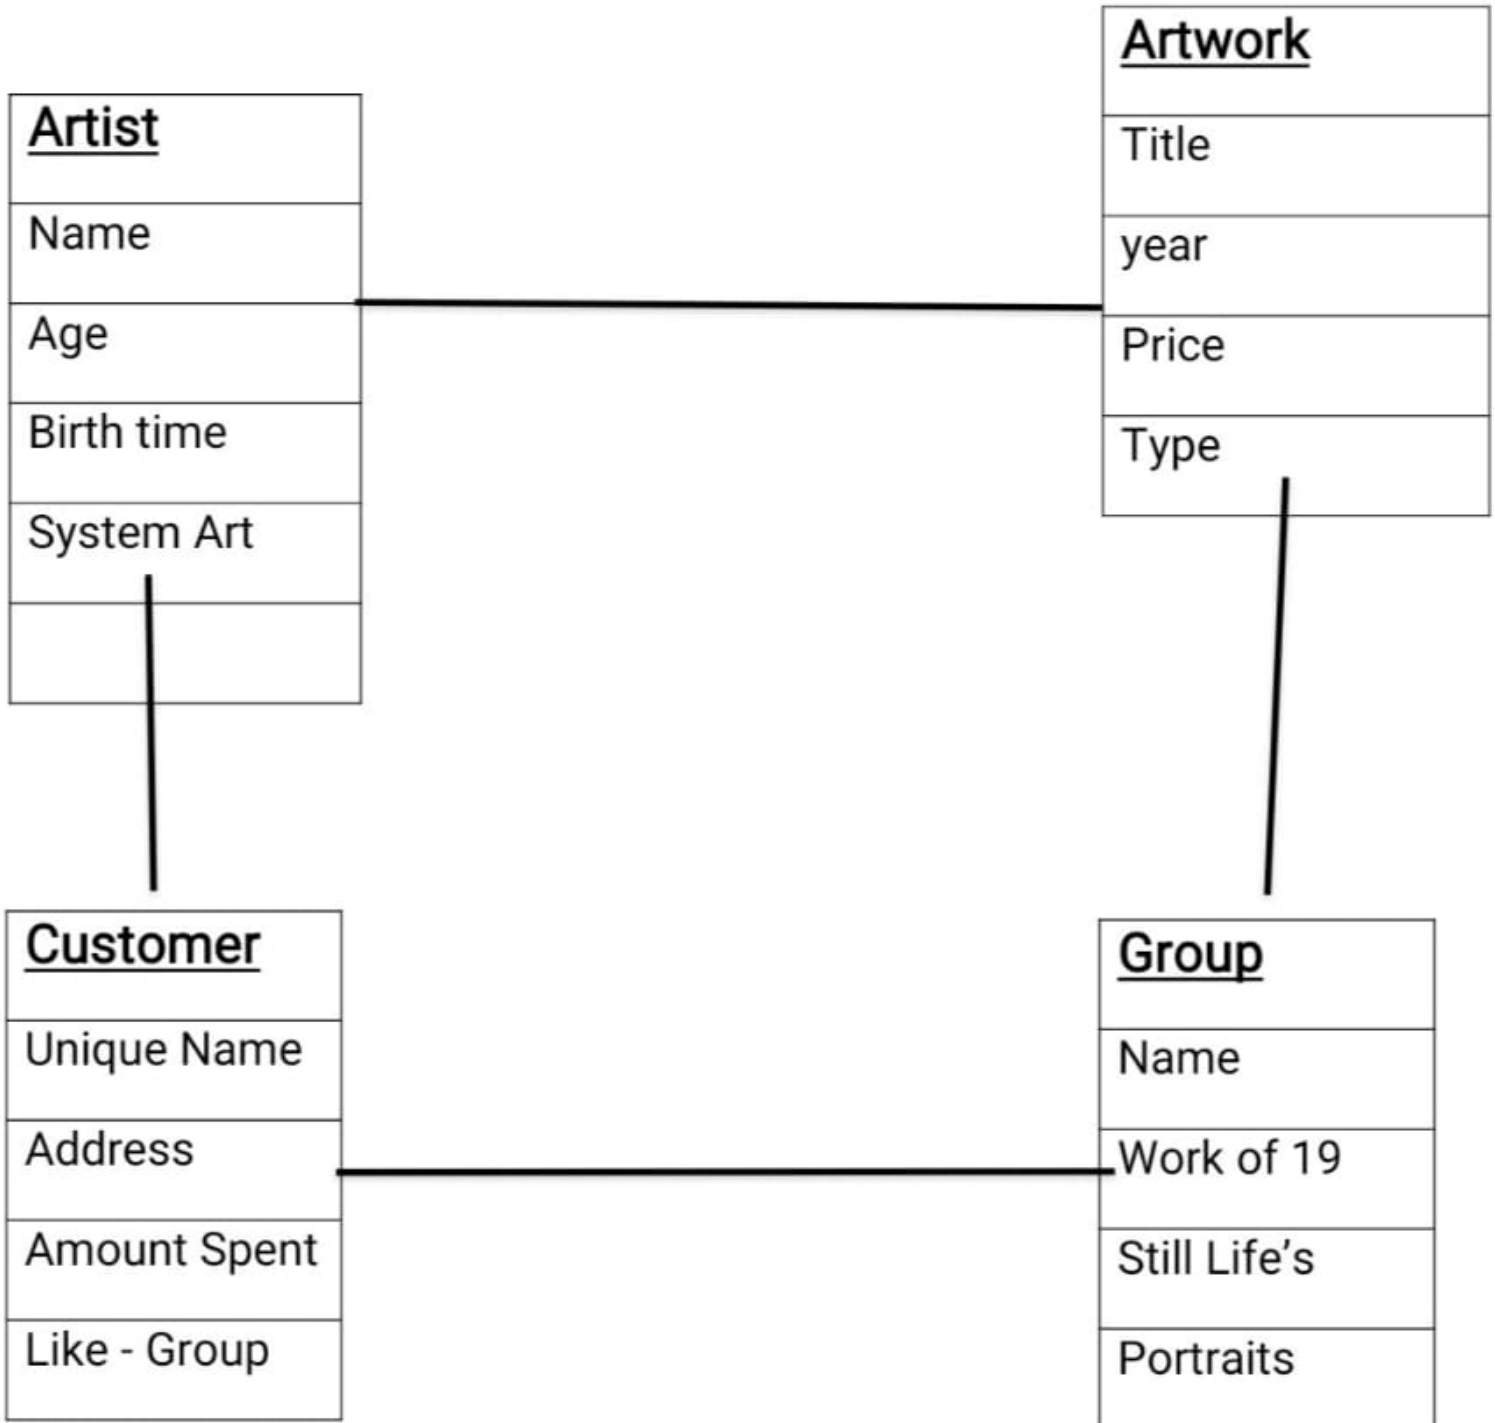 Artist
Name
Age
Birth time
System Art
Artwork
Title
year
Price
Type
Customer
Unique Name
Address
Amount Spent
Like - Group
Group
Name
Work of 19
Still Life’s
Portraits